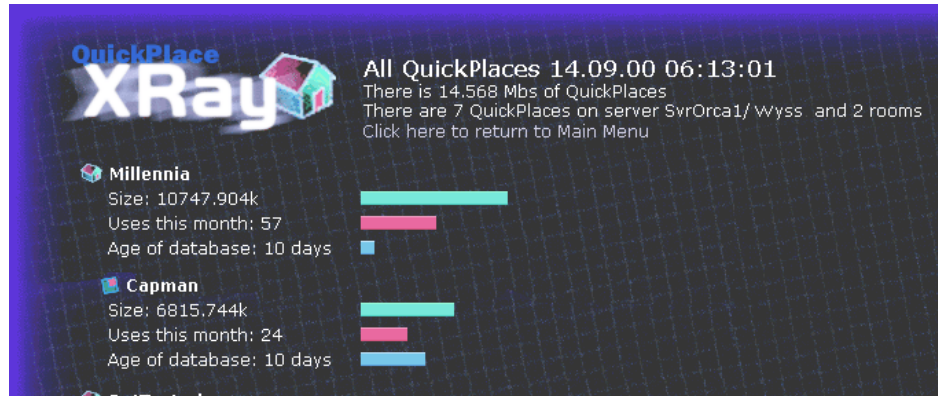 QuickPlace
XRay
All QuickPlaces 14.09.00 06:13:01
There is 14.568 Mbs of QuickPlaces
There are 7 QuickPlaces on server SvrOrca1/ Wyss and 2 rooms
Click here to return to Main Menu
Millennia
Size: 10747.904k
Uses this month: 57
Age of database: 10 days
Capman
Size: 6815.744k
Uses this month: 24
Age of database: 10 days